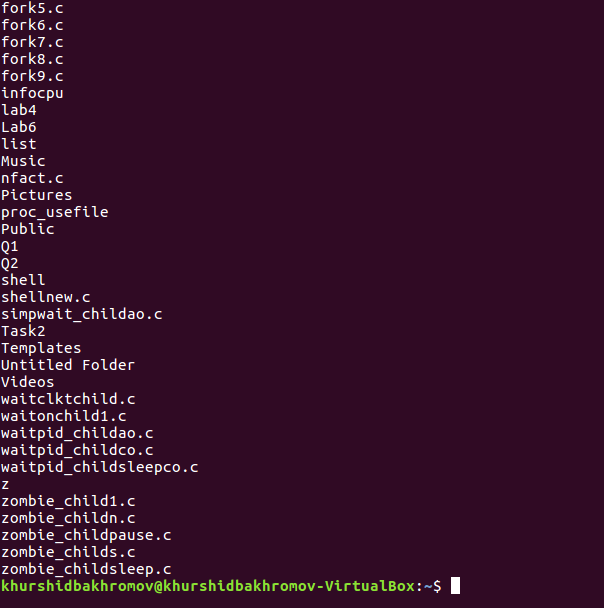 fork5.c
fork6.c
fork7.c
fork8.c
fork9.c
infocpu
lab4
Lab6
list
Music
nfact.c
Pictures
proc_usefile
Public
Q1
Q2
shell
shellnew.c
simpwait_childao.c
Task2
Templates
Untitled Folder
Videos
waitclktchild.c
waitonchild1.c
waitpid_childao.c
waitpid_childco.c
waitpid_childsleepco.c
z
zombie_child1.c
zombie_childn.c
zombie_childpause.c
zombie_childs.c
zombie_childsleep.c
khurshidbakhromov@khurshidbakhromov-VirtualBox:~$